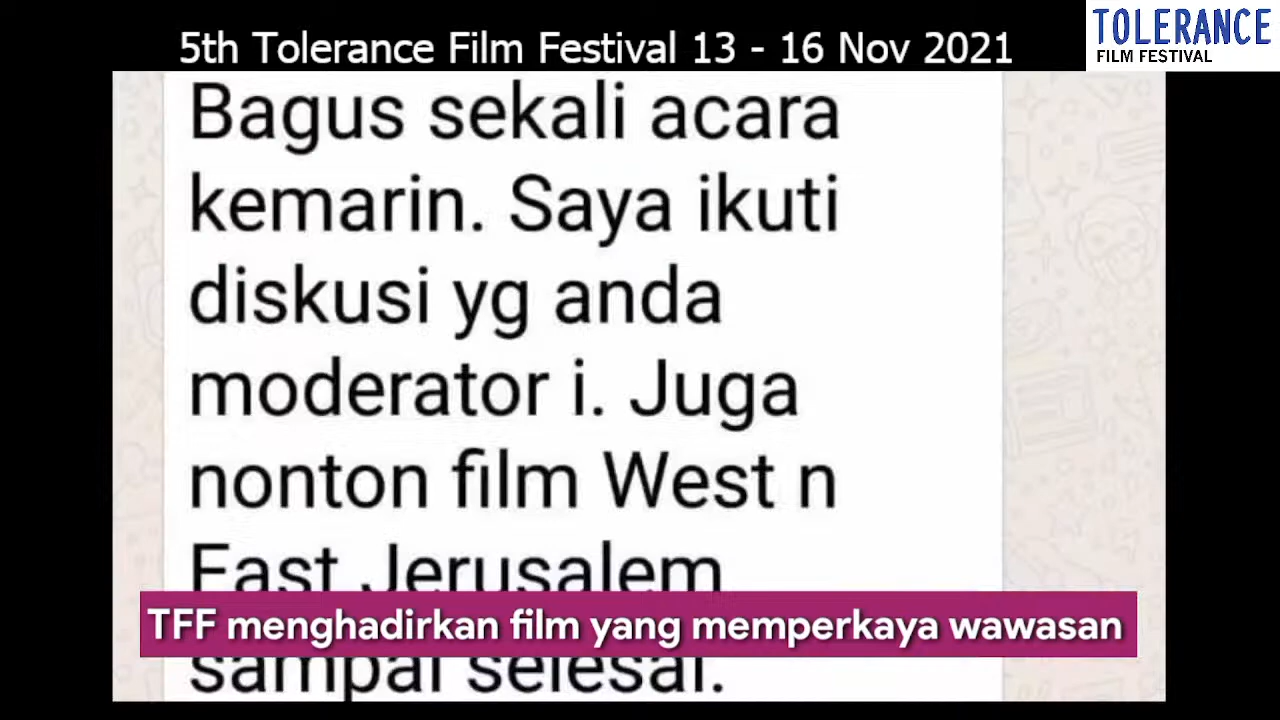 5th Tolerance Film Festival 13 - 16 Nov 2021
TOLERANCE
FILM FESTIVAL
Bagus sekali acara
kemarin. Saya ikuti
diskusi yg anda
moderator i. Juga
nonton film West n
East Jerusalem
TFF menghadirkan film yang memperkaya wawasan
sampai selesai.